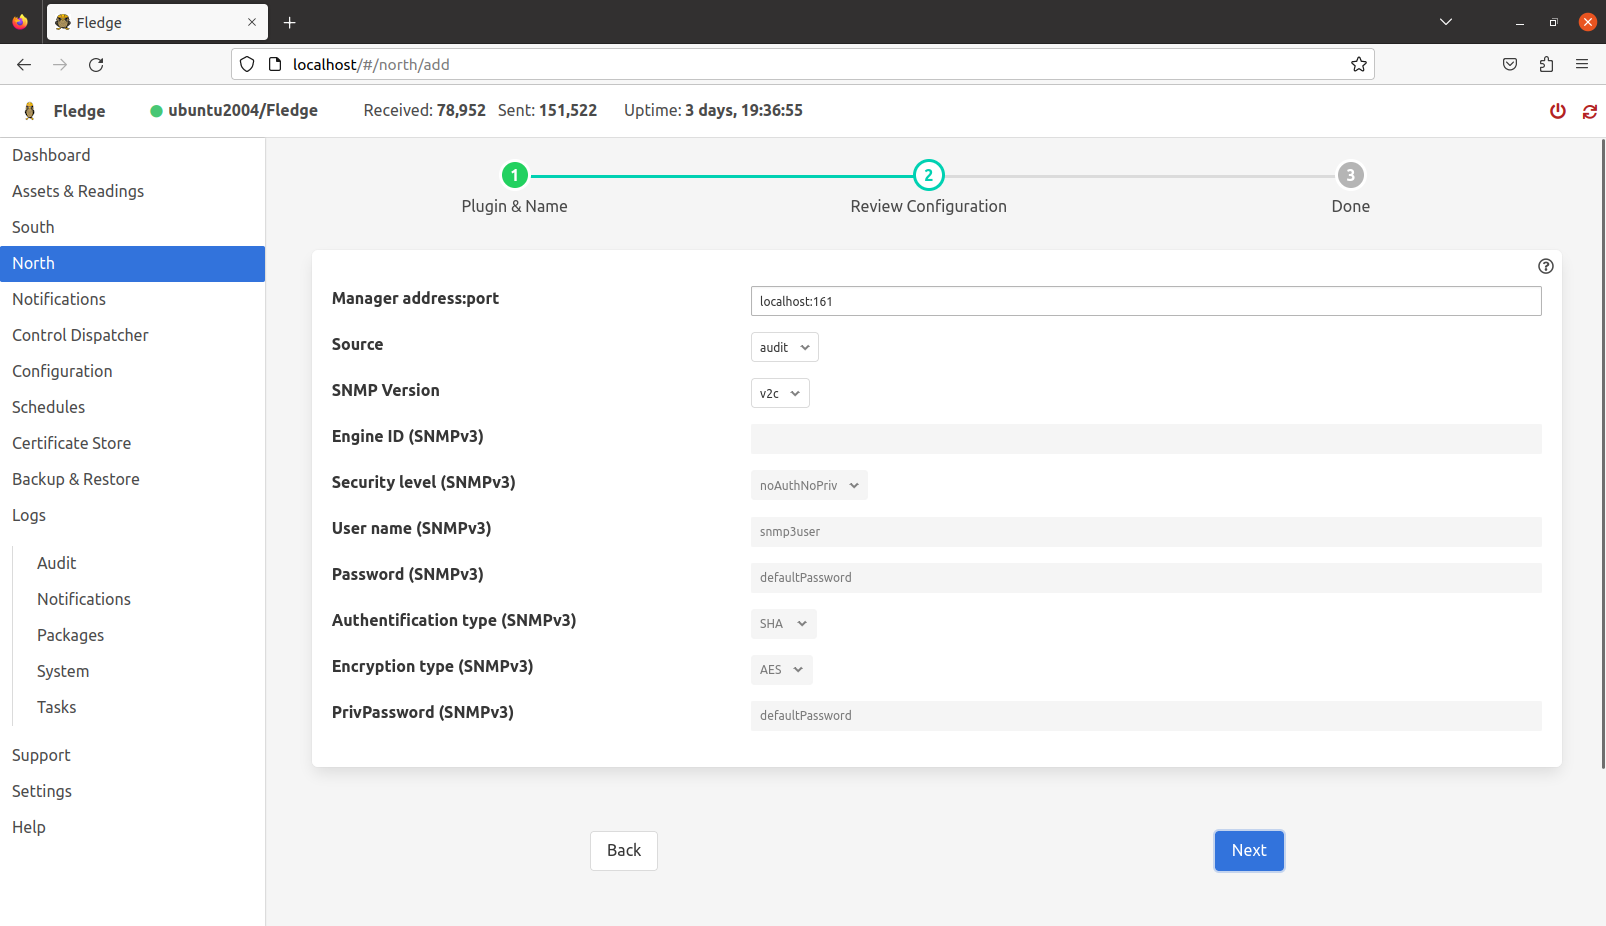 Fledge
localhost/#/north/add
Fledge
ubuntu2004/Fledge
Received: 78,952 Sent: 151,522 Uptime: 3 days, 19:36:55
Dashboard
Assets & Readings
South
North
Notifications
Control Dispatcher
Configuration
Schedules
Certificate Store
Backup & Restore
Logs
Audit
Notifications
Packages
System
Tasks
Support
Settings
Help
1
2
3
Plugin & Name
Review Configuration
Done
Manager address:port
localhost:161
Source
audit
SNMP Version
v2c
Engine ID (SNMPv3)
Security level (SNMPv3)
noAuthNoPriv
User name (SNMPv3)
snmp3user
Password (SNMPv3)
defaultPassword
Authentification type (SNMPv3)
SHA
Encryption type (SNMPv3)
AES
PrivPassword (SNMPv3)
defaultPassword
Back
Next